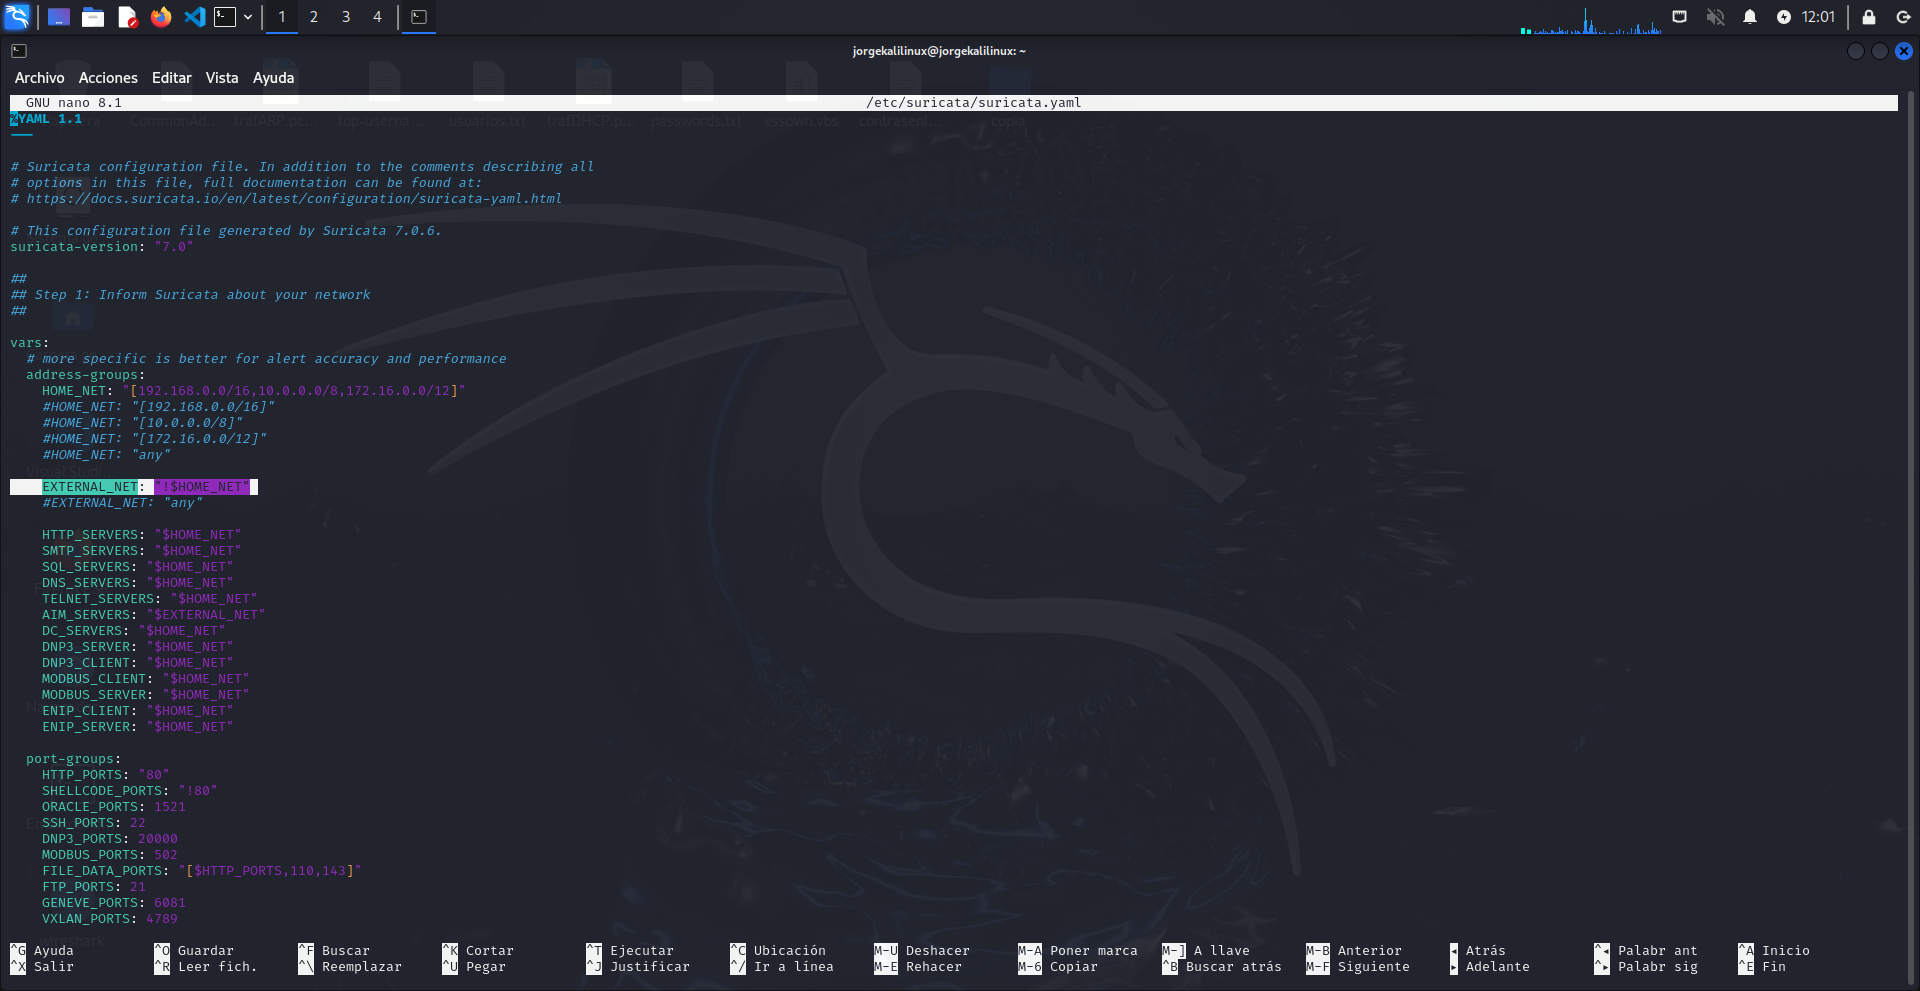 1 2 3 4
12:01
jorgekalilinux@jorgekalilinux: ~
Archivo Acciones Editar Vista Ayuda
GNU nano 8.1 /etc/suricata/suricata.yaml
%YAML 1.1
---
# Suricata configuration file. In addition to the comments describing all
# options in this file, full documentation can be found at:
# https://docs.suricata.io/en/latest/configuration/suricata-yaml.html
# This configuration file generated by Suricata 7.0.6.
suricata-version: "7.0"
##
## Step 1: Inform Suricata about your network
##
vars:
# more specific is better for alert accuracy and performance
address-groups:
HOME_NET: "[192.168.0.0/16,10.0.0.0/8,172.16.0.0/12]"
#HOME_NET: "[192.168.0.0/16]"
#HOME_NET: "[10.0.0.0/8]"
#HOME_NET: "[172.16.0.0/12]"
#HOME_NET: "any"
EXTERNAL_NET: "!$HOME_NET"
#EXTERNAL_NET: "any"
HTTP_SERVERS: "$HOME_NET"
SMTP_SERVERS: "$HOME_NET"
SQL_SERVERS: "$HOME_NET"
DNS_SERVERS: "$HOME_NET"
TELNET_SERVERS: "$HOME_NET"
AIM_SERVERS: "$EXTERNAL_NET"
DC_SERVERS: "$HOME_NET"
DNP3_SERVER: "$HOME_NET"
DNP3_CLIENT: "$HOME_NET"
MODBUS_CLIENT: "$HOME_NET"
MODBUS_SERVER: "$HOME_NET"
ENIP_CLIENT: "$HOME_NET"
ENIP_SERVER: "$HOME_NET"
port-groups:
HTTP_PORTS: "80"
SHELLCODE_PORTS: "!80"
ORACLE_PORTS: 1521
SSH_PORTS: 22
DNP3_PORTS: 20000
MODBUS_PORTS: 502
FILE_DATA_PORTS: "[$HTTP_PORTS,110,143]"
FTP_PORTS: 21
GENEVE_PORTS: 6081
VXLAN_PORTS: 4789
^G Ayuda ^O Guardar ^F Buscar ^K Cortar ^T Ejecutar ^C Ubicación M-U Deshacer M-A Poner marca M-] A llave M-B Anterior ◂ Atrás ^◂ Palabr ant ^A Inicio
^X Salir ^R Leer fich. ^\ Reemplazar ^U Pegar ^J Justificar ^/ Ir a línea M-E Rehacer M-6 Copiar ^B Buscar atrás M-F Siguiente ▸ Adelante ^▸ Palabr sig ^E Fin